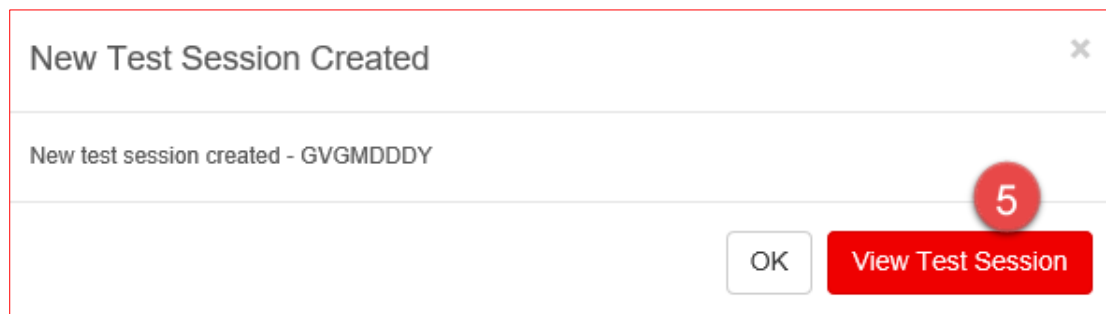 New Test Session Created ×
New test session created - GVGMDDDY
5
OK View Test Session